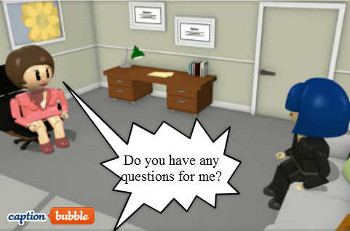 Do you have any
questions for me?
caption bubble